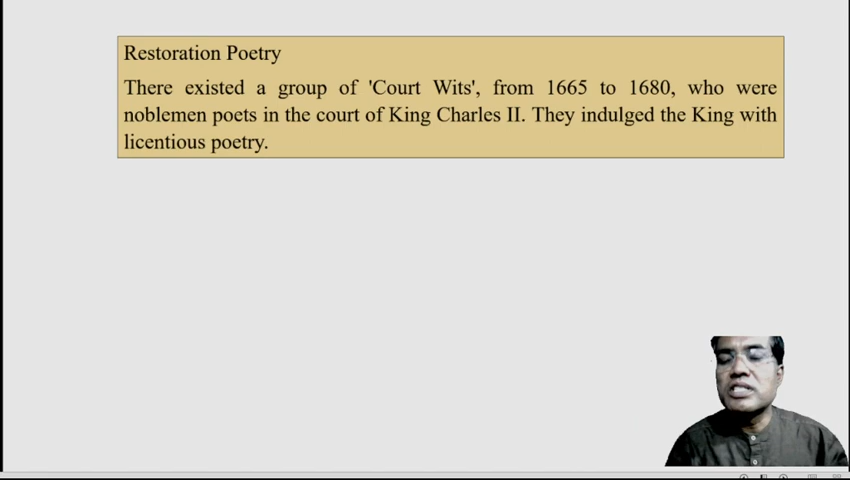 Restoration Poetry
There existed a group of 'Court Wits', from 1665 to 1680, who were
noblemen poets in the court of King Charles II. They indulged the King with
licentious poetry.